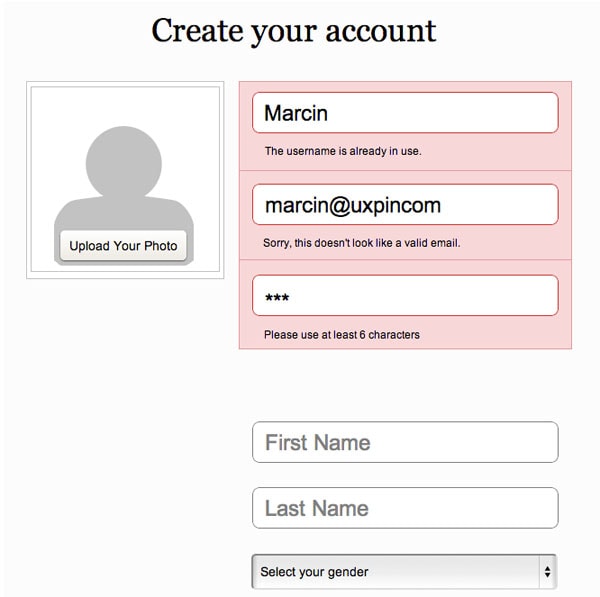 Create your account
Upload Your Photo
Marcin
The username is already in use.
marcin@uxpincom
Sorry, this doesn't look like a valid email.
***
Please use at least 6 characters
First Name
Last Name
Select your gender